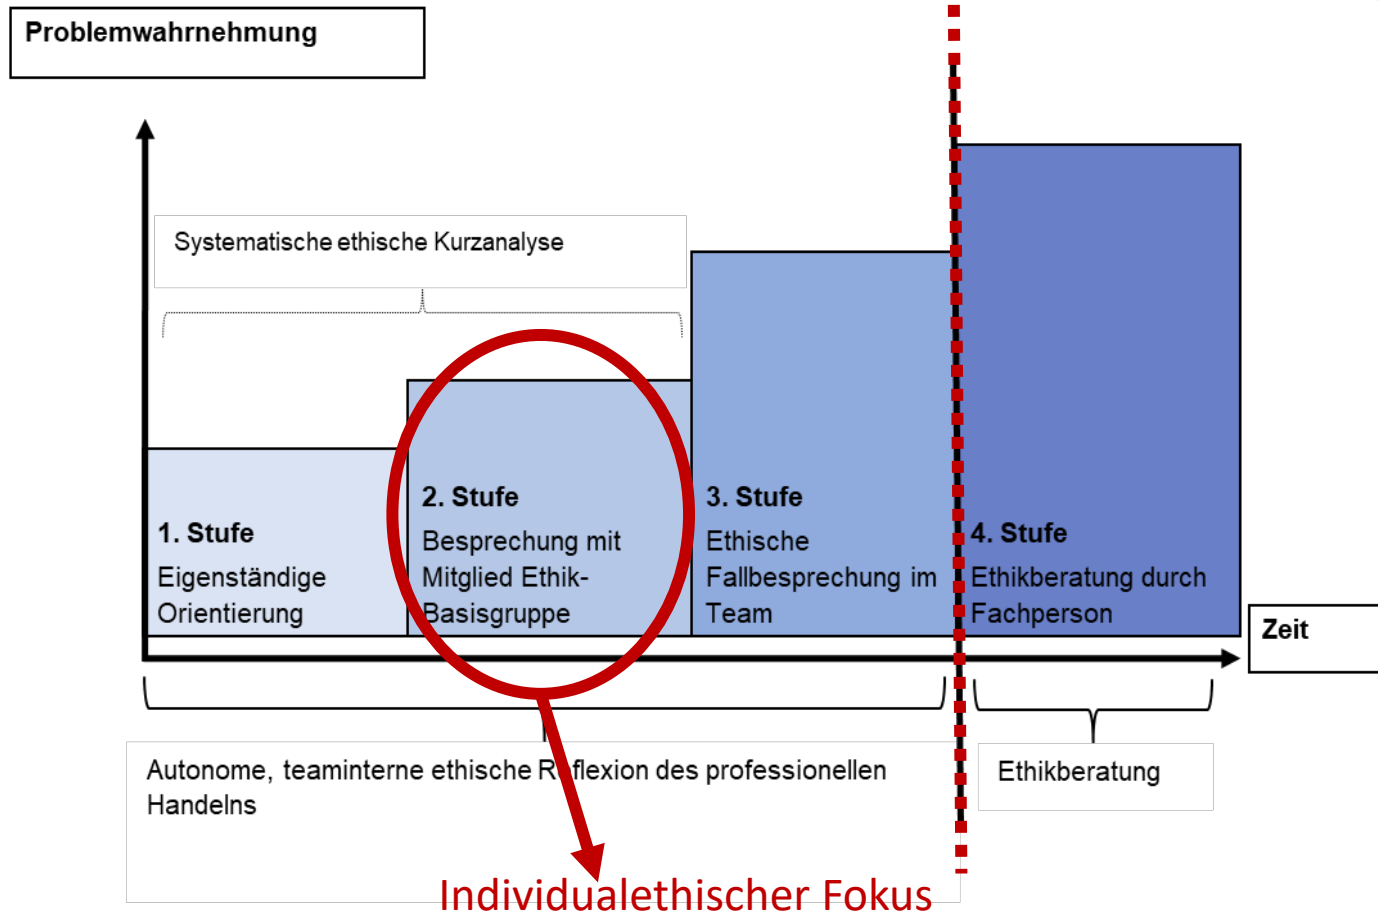 Problemwahrnehmung
Systematische ethische Kurzanalyse
1. Stufe
Eigenständige
Orientierung
2. Stufe
Besprechung mit
Mitglied Ethik-
Basisgruppe
3. Stufe
Ethische
Fallbesprechung im
Team
4. Stufe
Ethikberatung durch
Fachperson
Zeit
Autonome, teaminterne ethische Reflexion des professionellen
Handelns
Ethikberatung
Individualethischer Fokus